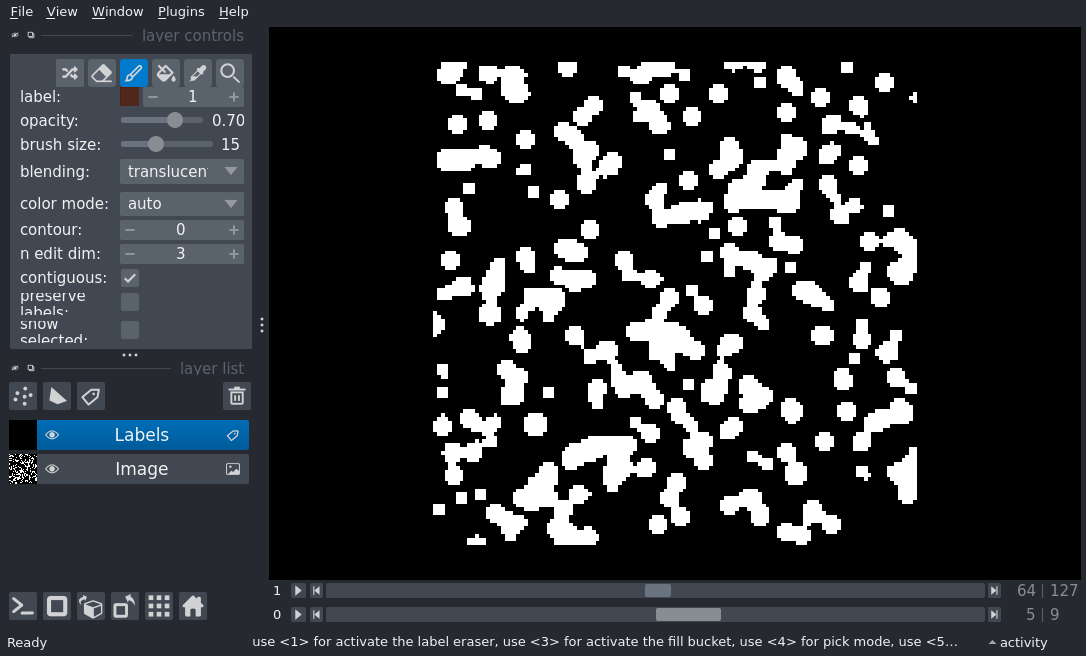 File View Window Plugins Help
layer controls
label: 1
opacity: 0.70
brush size: 15
blending: translucen
color mode: auto
contour: 0
n edit dim: 3
contiguous:
preserve
labels:
show
selected:
layer list
Labels
Image
1 64 | 127
0 5 | 9
Ready use <1> for activate the label eraser, use <3> for activate the fill bucket, use <4> for pick mode, use <5... activity